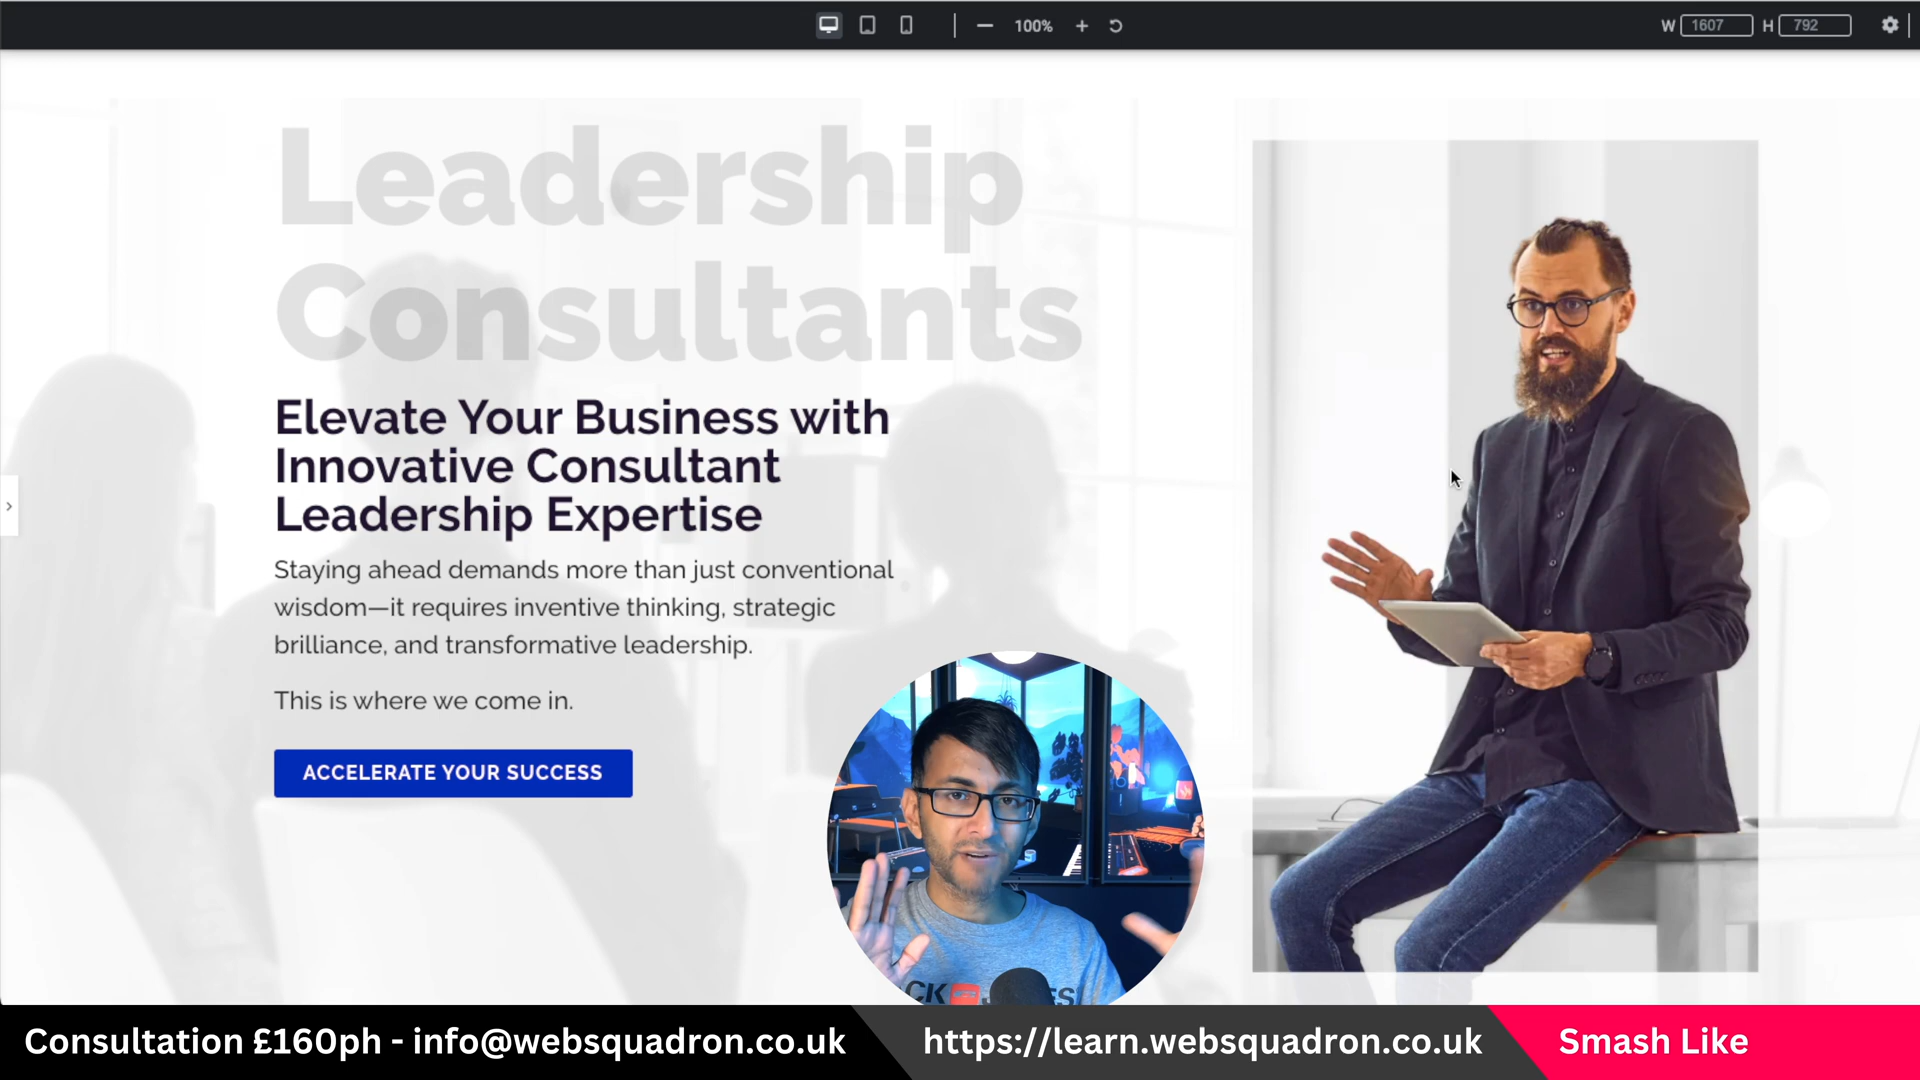 100%
W 1607 H 792
Leadership
Consultants
Elevate Your Business with
Innovative Consultant
Leadership Expertise
Staying ahead demands more than just conventional
wisdom—it requires inventive thinking, strategic
brilliance, and transformative leadership.
This is where we come in.
ACCELERATE YOUR SUCCESS
Consultation £160ph - info@websquadron.co.uk
https://learn.websquadron.co.uk
Smash Like